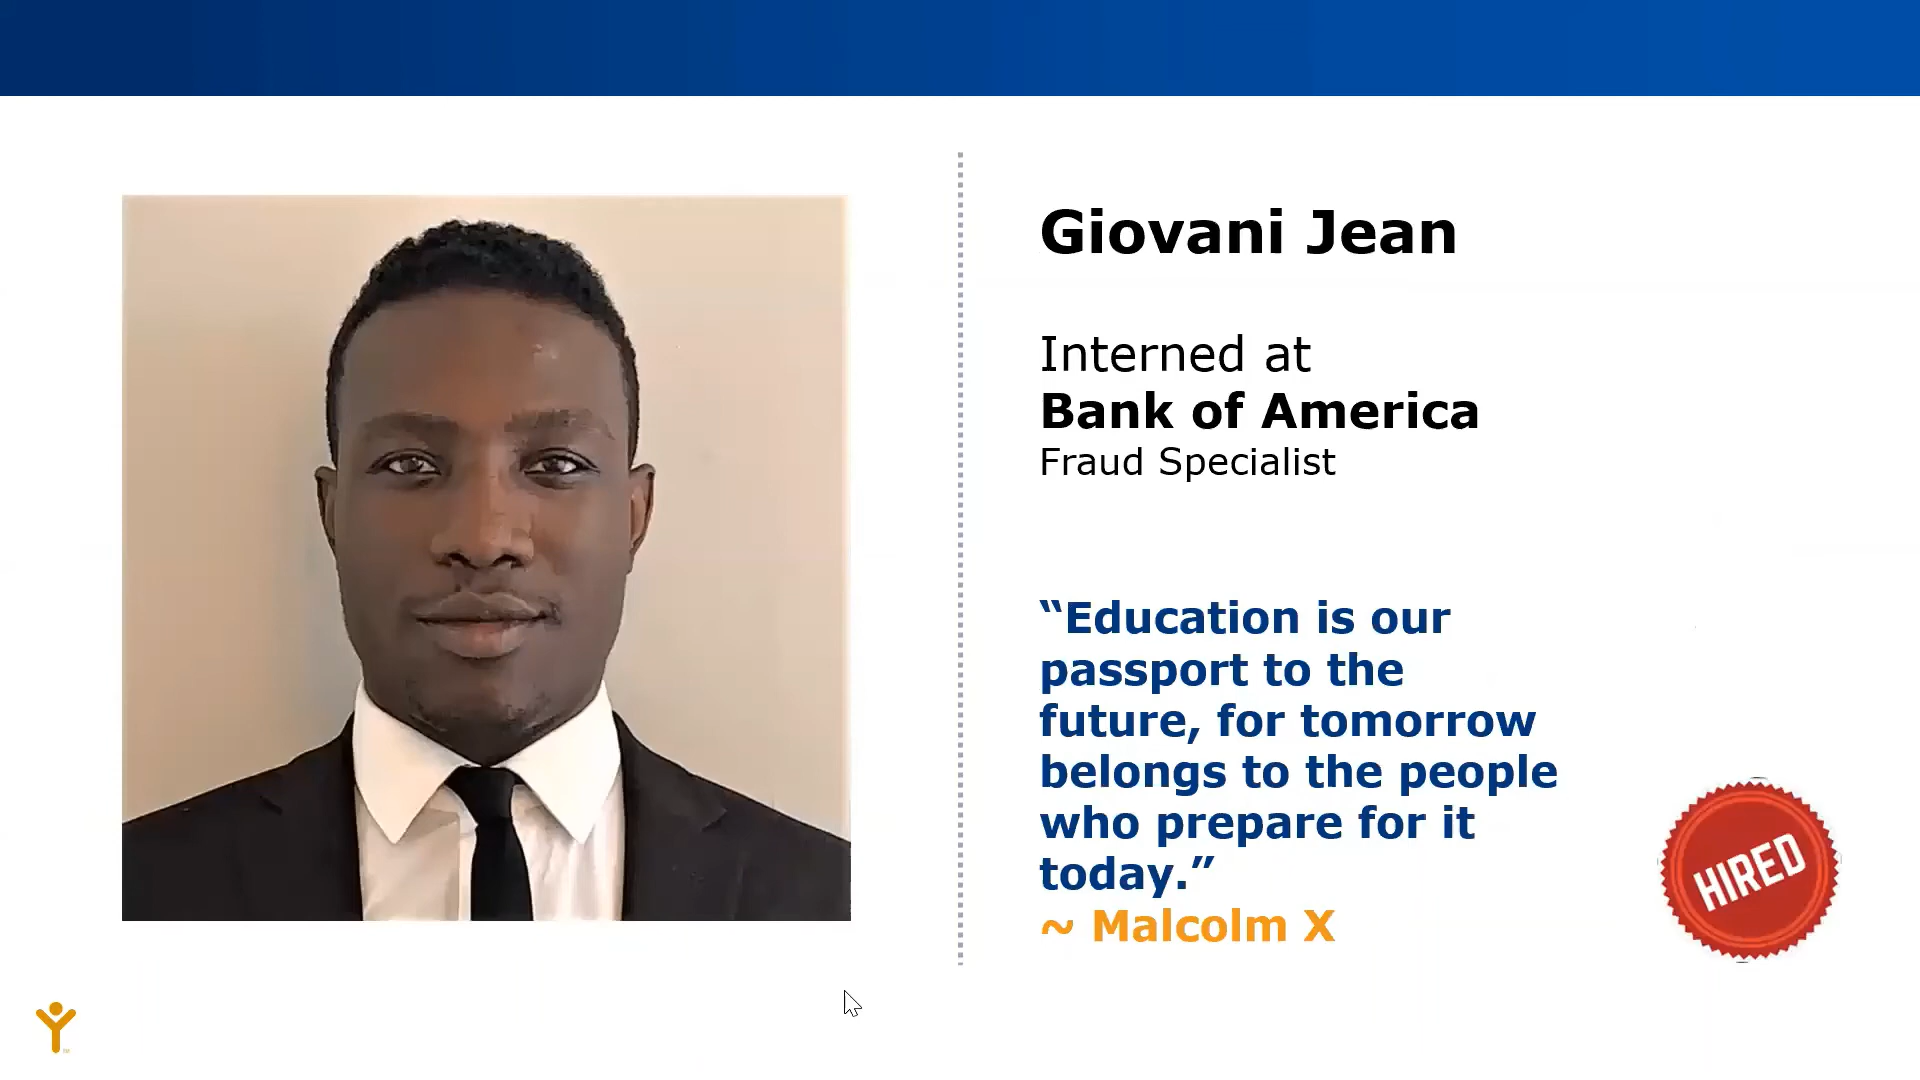 Giovani Jean
Interned at
Bank of America
Fraud Specialist
“Education is our
passport to the
future, for tomorrow
belongs to the people
who prepare for it
today.”
~ Malcolm X
HIRED